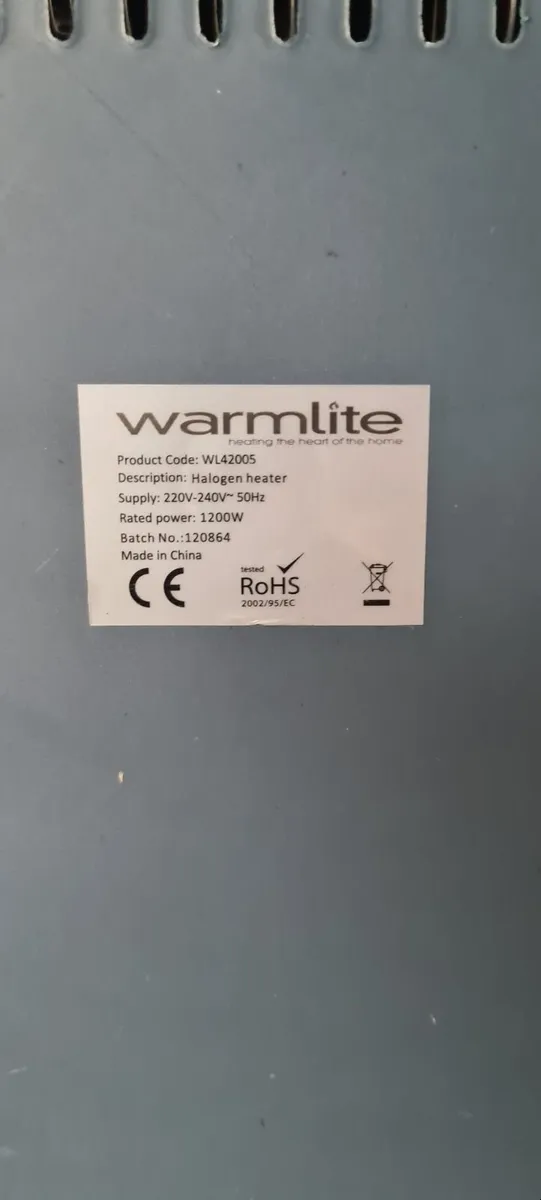 warmlite
heating the heart of the home
Product Code: WL42005
Description: Halogen heater
Supply: 220V-240V~ 50Hz
Rated power: 1200W
Batch No.:120864
Made in China
CE
tested
RoHS
2002/95/EC